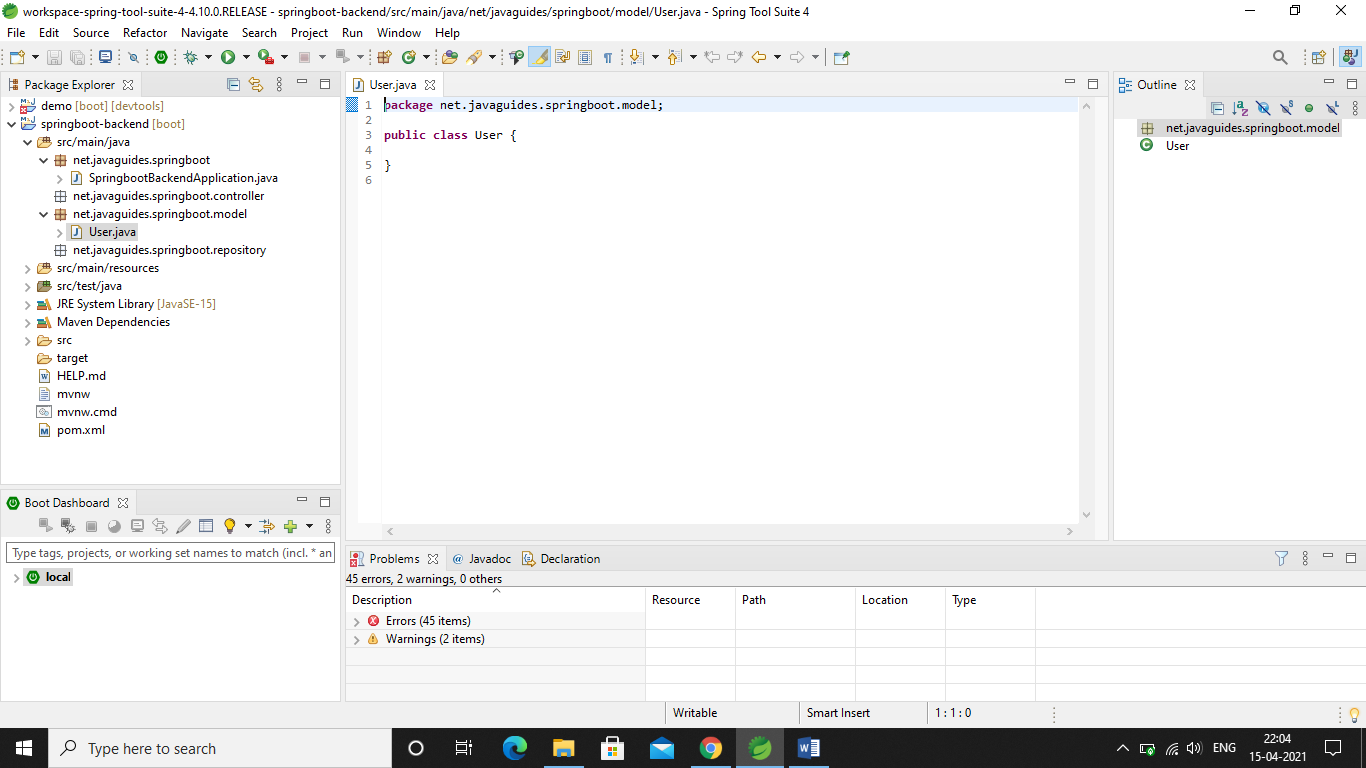 workspace-spring-tool-suite-4-4.10.0.RELEASE - springboot-backend/src/main/java/net/javaguides/springboot/model/User.java - Spring Tool Suite 4
File Edit Source Refactor Navigate Search Project Run Window Help
Package Explorer
demo [boot] [devtools]
springboot-backend [boot]
src/main/java
net.javaguides.springboot
SpringbootBackendApplication.java
net.javaguides.springboot.controller
net.javaguides.springboot.model
User.java
net.javaguides.springboot.repository
src/main/resources
src/test/java
JRE System Library [JavaSE-15]
Maven Dependencies
src
target
HELP.md
mvnw
mvnw.cmd
pom.xml
Boot Dashboard
Type tags, projects, or working set names to match (incl. * an
local
User.java
1 package net.javaguides.springboot.model;
2
3 public class User {
4
5 }
6
Outline
net.javaguides.springboot.model
User
Problems @ Javadoc Declaration
45 errors, 2 warnings, 0 others
Description Resource Path Location Type
Errors (45 items)
Warnings (2 items)
Writable Smart Insert 1 : 1 : 0
Type here to search
ENG
22:04
15-04-2021